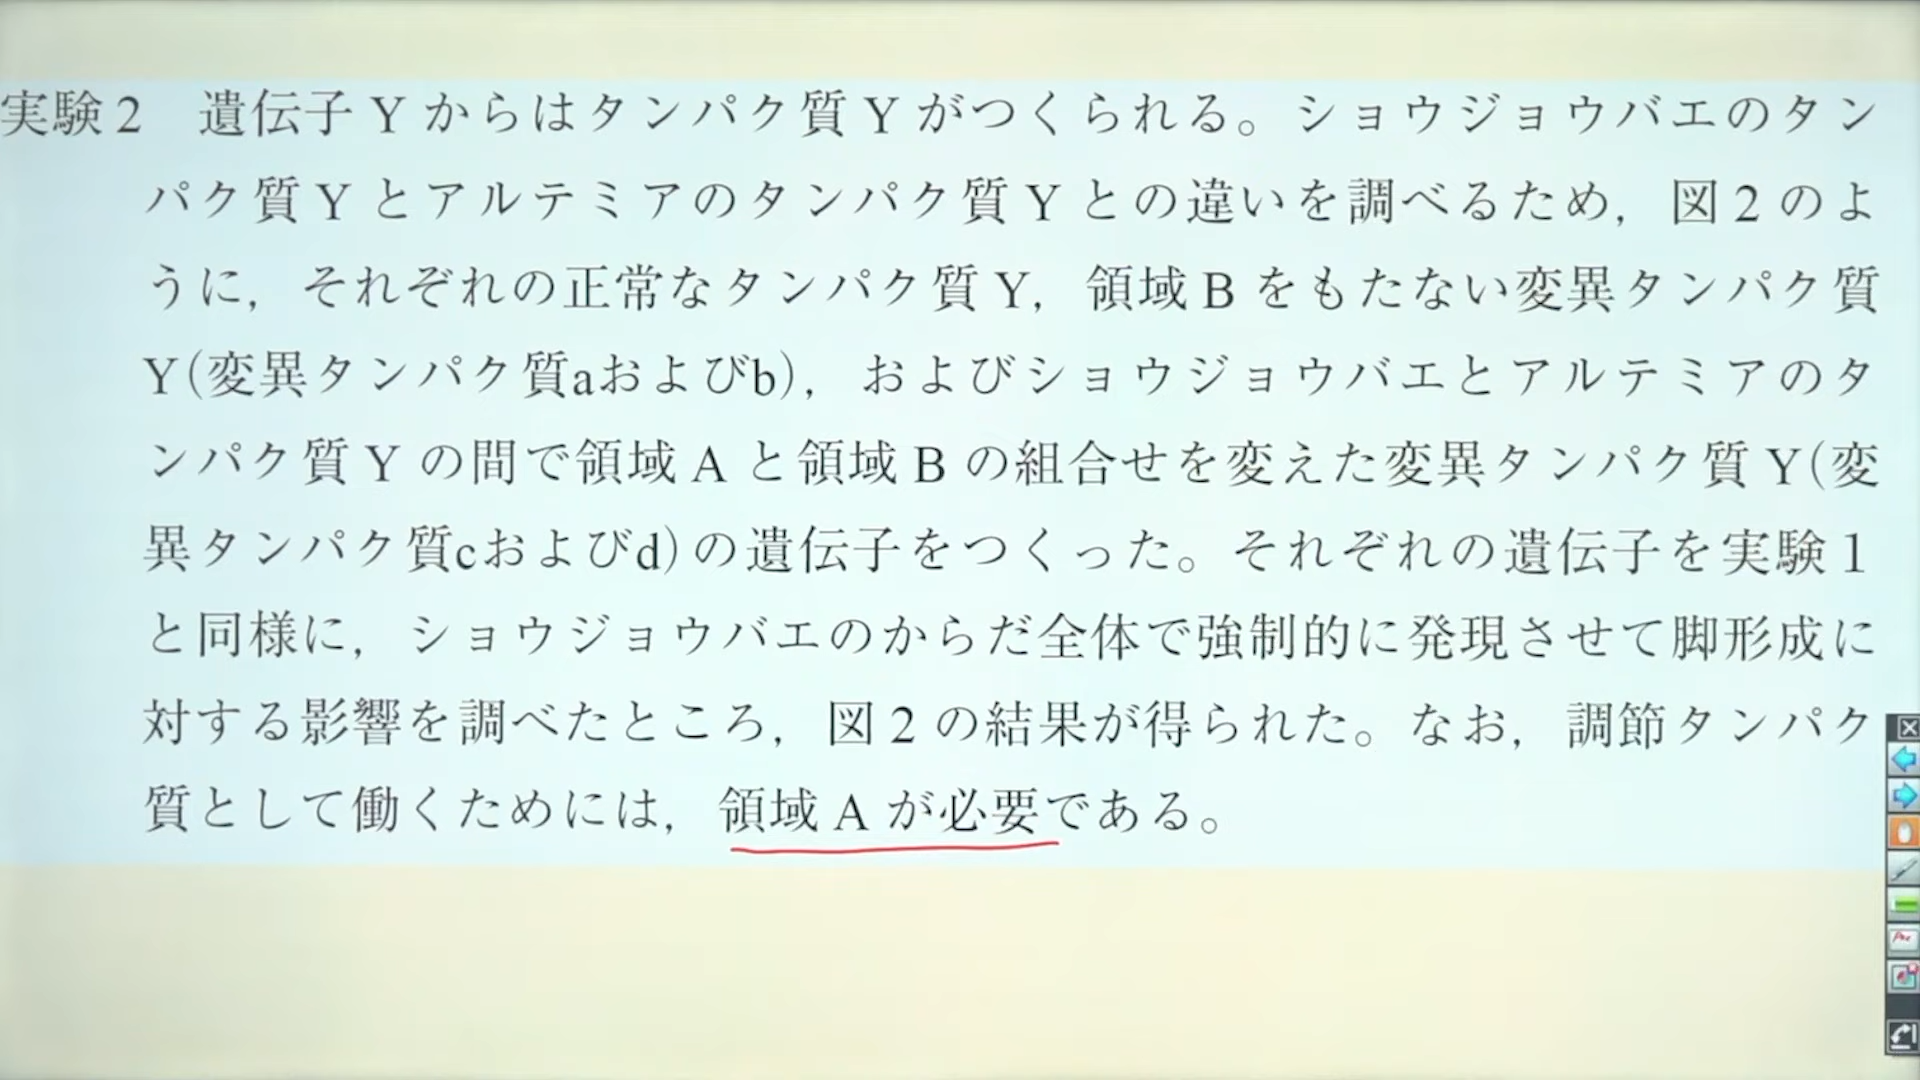 実験2 遺伝子Yからはタンパク質Yがつくられる。ショウジョウバエのタン
パク質Yとアルテミアのタンパク質Yとの違いを調べるため，図2のよ
うに，それぞれの正常なタンパク質Y，領域Bをもたない変異タンパク質
Y(変異タンパク質aおよびb)，およびショウジョウバエとアルテミアのタ
ンパク質Yの間で領域Aと領域Bの組合せを変えた変異タンパク質Y(変
異タンパク質cおよびd)の遺伝子をつくった。それぞれの遺伝子を実験1
と同様に，ショウジョウバエのからだ全体で強制的に発現させて脚形成に
対する影響を調べたところ，図2の結果が得られた。なお，調節タンパク
質として働くためには，領域Aが必要である。